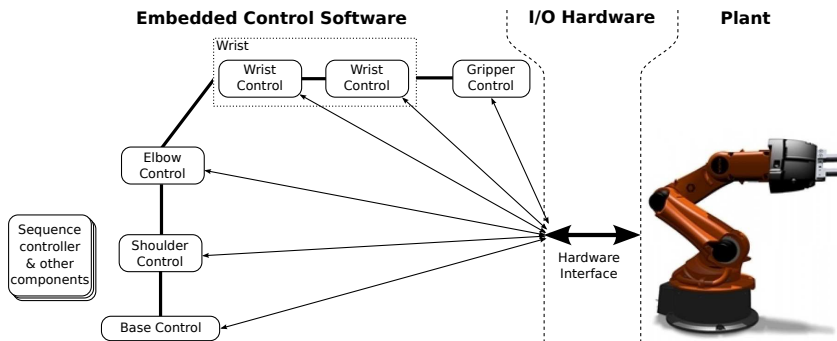 Embedded Control Software
I/O Hardware
Plant
Wrist
Wrist
Control
Wrist
Control
Gripper
Control
Elbow
Control
Sequence
controller
& other
components
Shoulder
Control
Hardware
Interface
Base Control